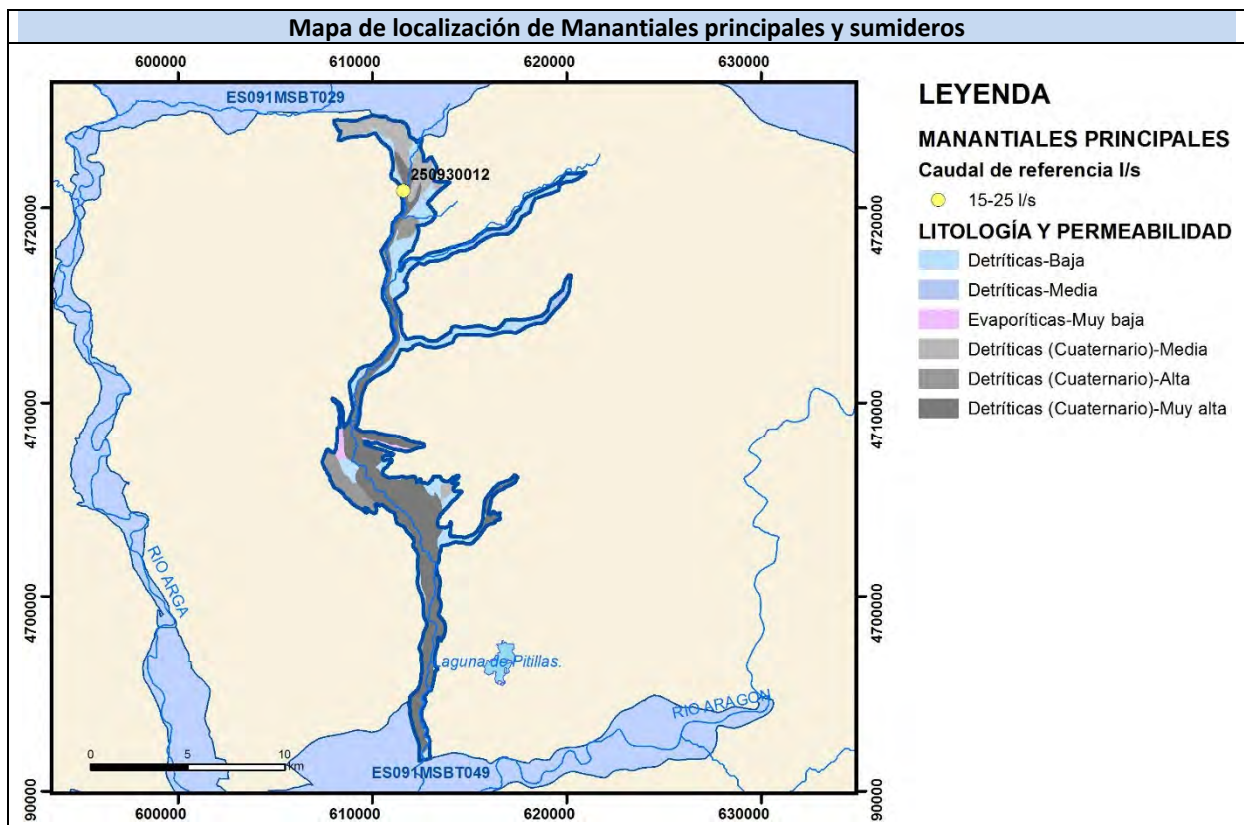 Mapa de localización de Manantiales principales y sumideros
600000 610000 620000 630000
ES091MSBT029
250930012
4720000 4720000
4710000 4710000
4700000 4700000
RIO ARGA
aguna de Pitillas.
RIO ARAGON
0 5 10
km
ES091MSBT049
90000 90000
600000 610000 620000 630000
LEYENDA
MANANTIALES PRINCIPALES
Caudal de referencia l/s
15-25 l/s
LITOLOGÍA Y PERMEABILIDAD
Detríticas-Baja
Detríticas-Media
Evaporíticas-Muy baja
Detríticas (Cuaternario)-Media
Detríticas (Cuaternario)-Alta
Detríticas (Cuaternario)-Muy alta